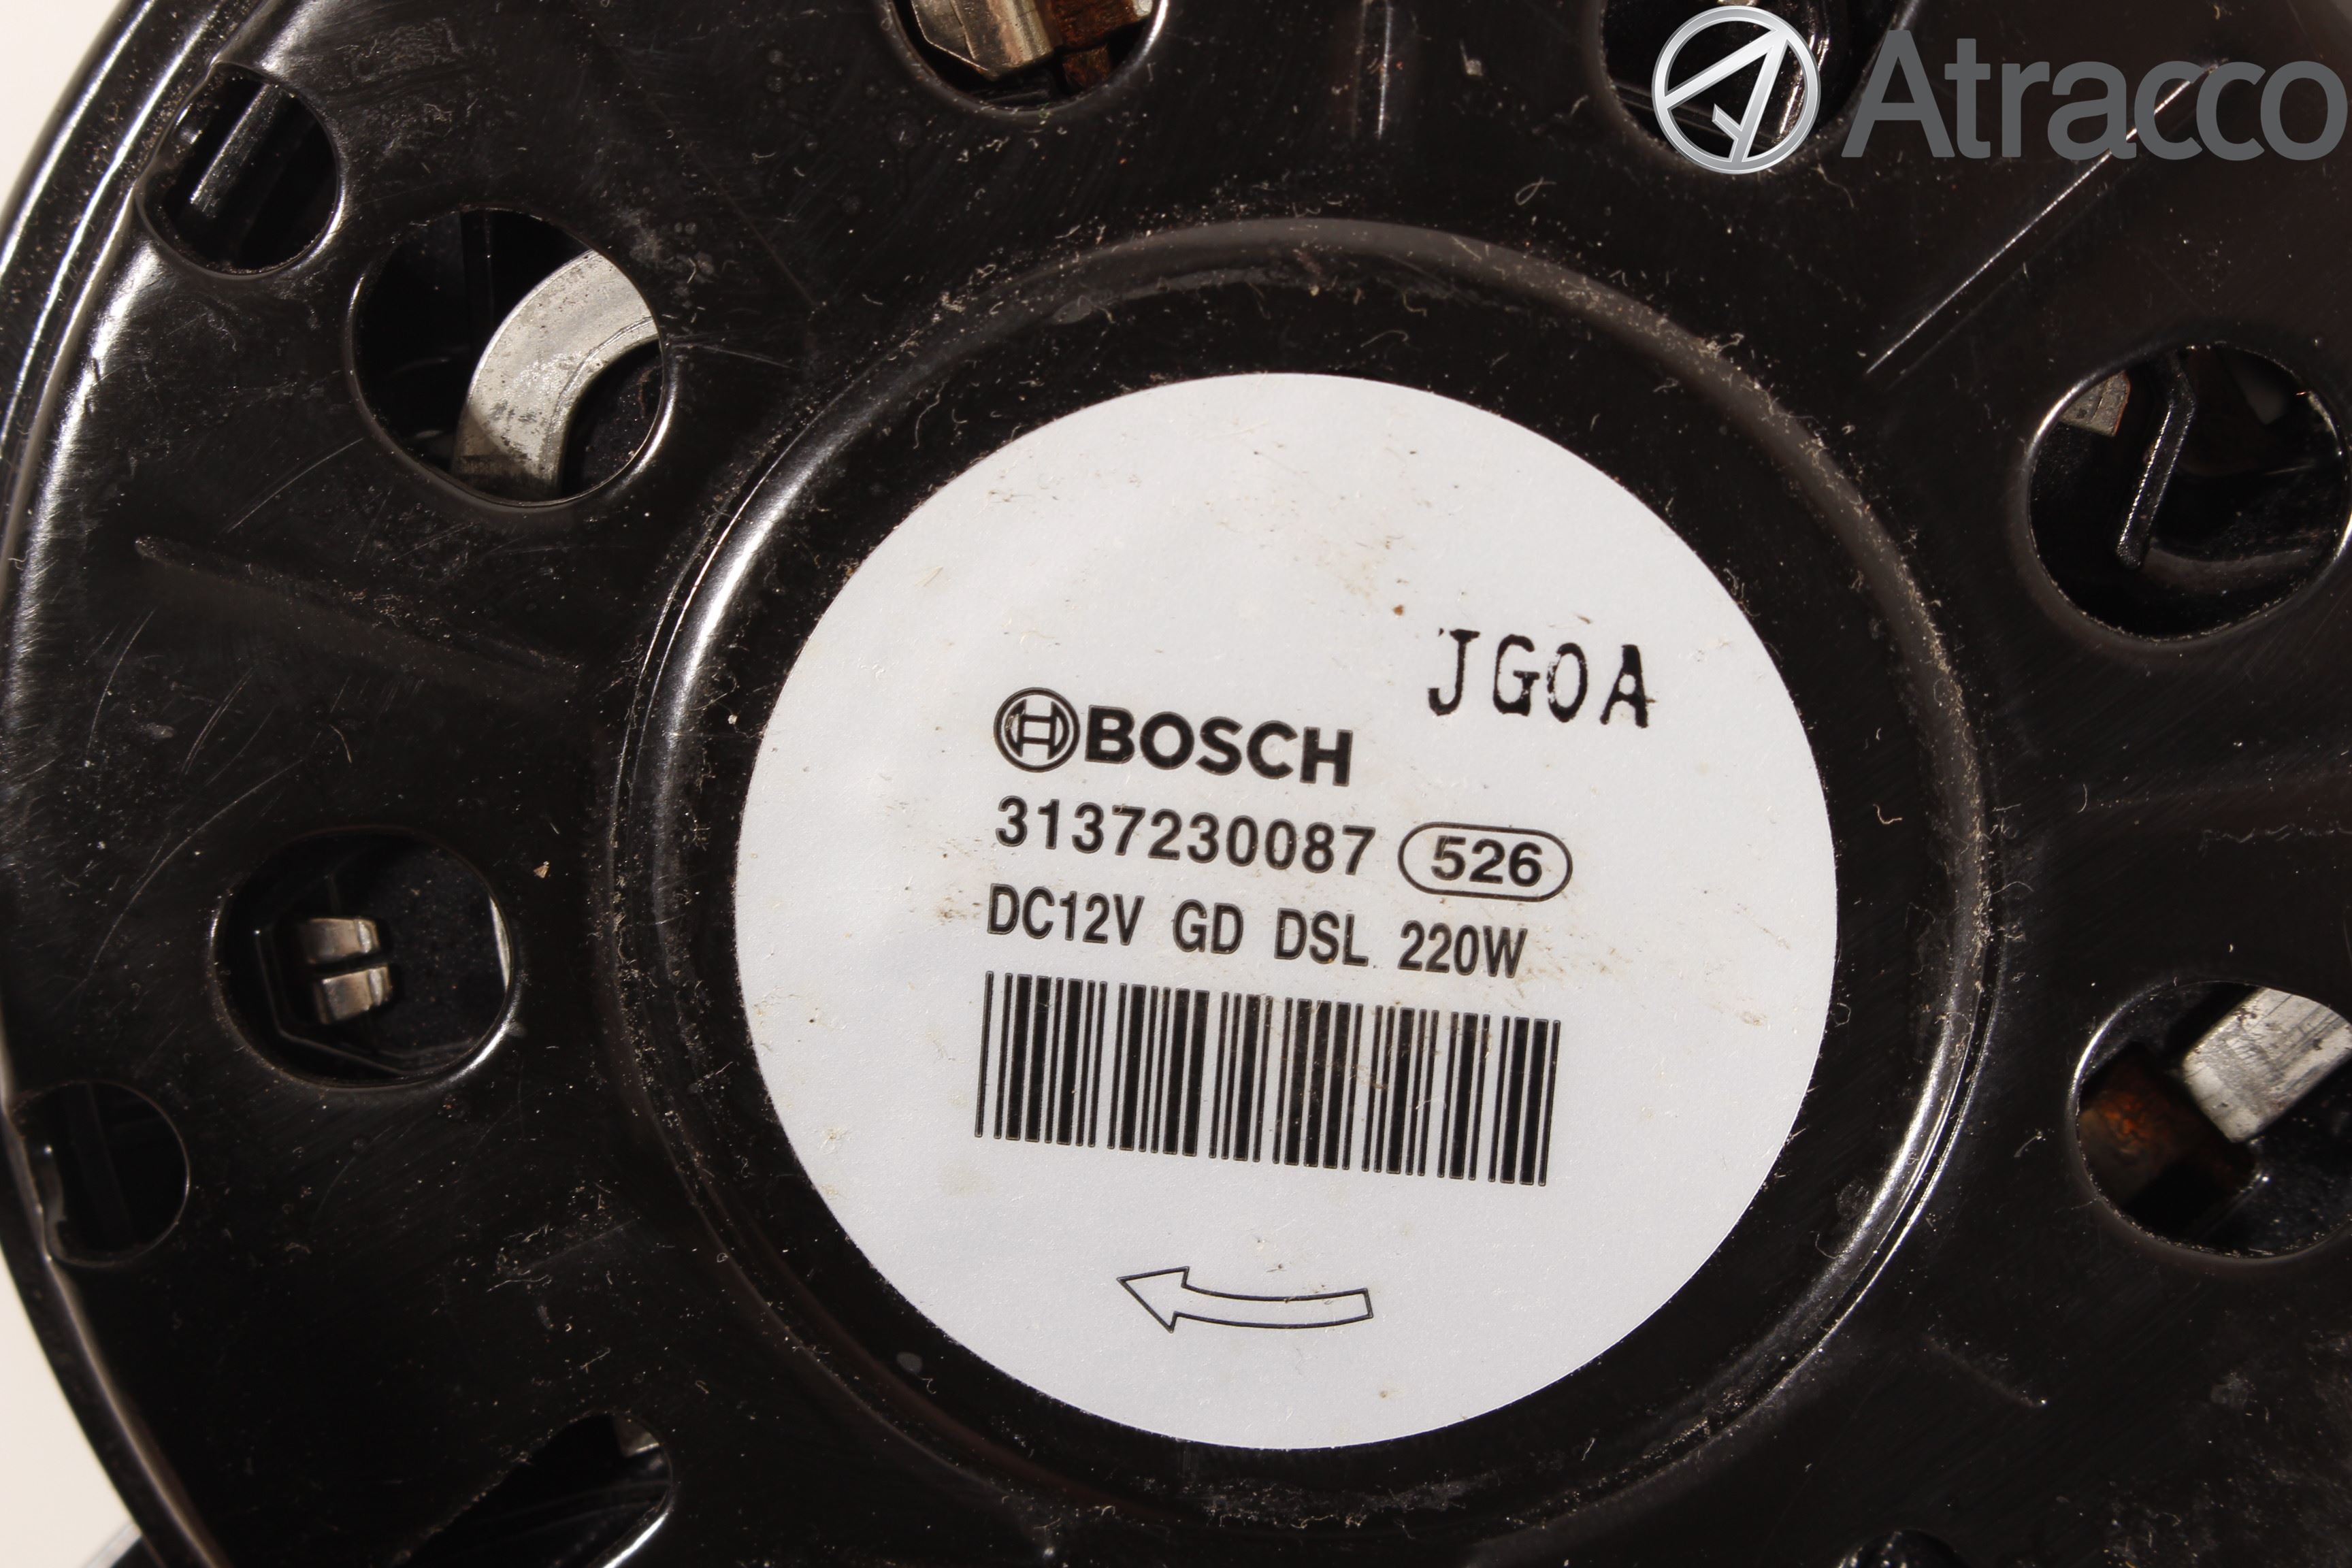 Atracco
JG0A
BOSCH
3137230087 526
DC12V GD DSL 220W